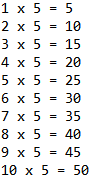 1 x 5 = 5
2 x 5 = 10
3 x 5 = 15
4 x 5 = 20
5 x 5 = 25
6 x 5 = 30
7 x 5 = 35
8 x 5 = 40
9 x 5 = 45
10 x 5 = 50